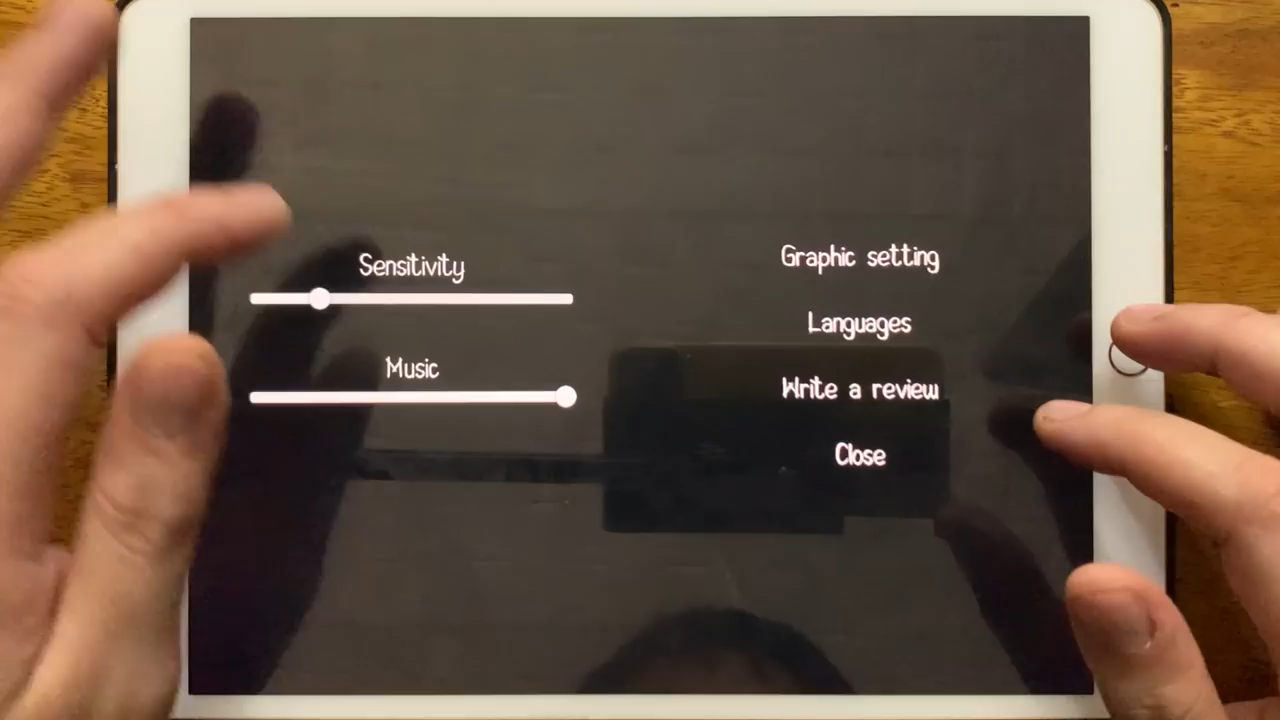 Sensitivity
Music
Graphic setting
Languages
Write a review
Close